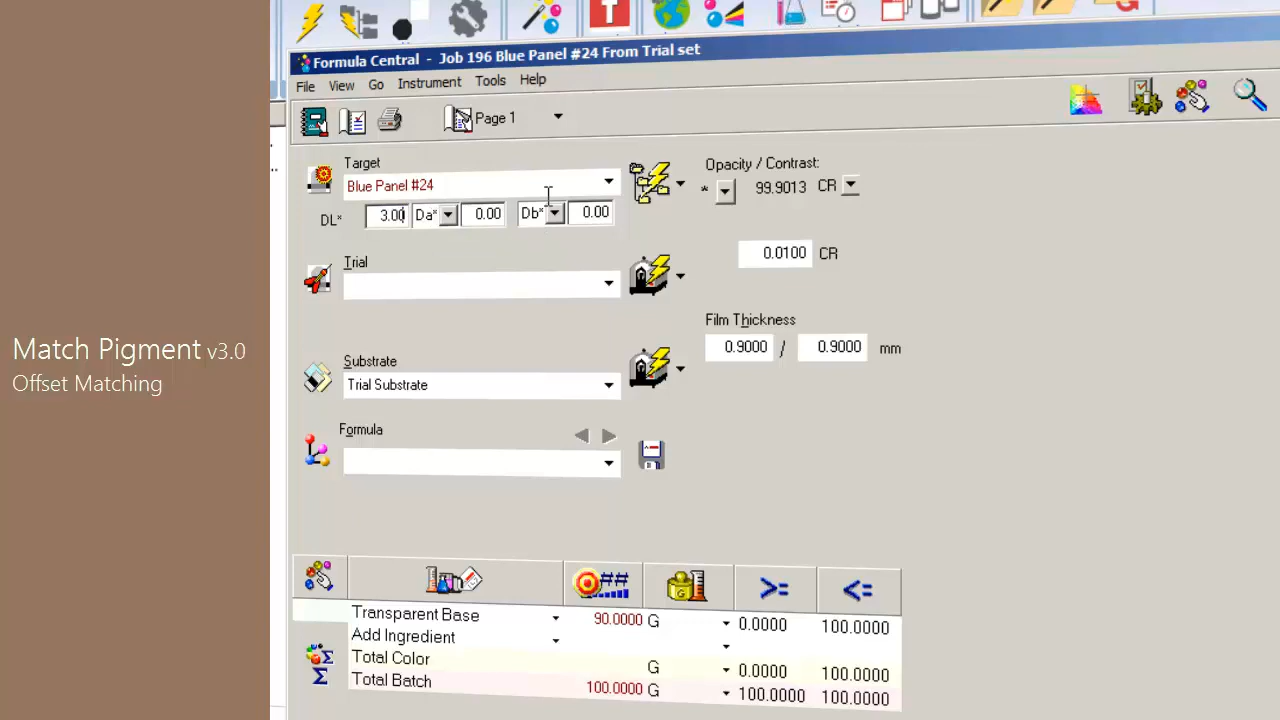 Match Pigment v3.0
Offset Matching
Formula Central - Job 196 Blue Panel #24 From Trial set
File View Go Instrument Tools Help
Page 1
Target
Blue Panel #24
DL* 3.00 Da* 0.00 Db* 0.00
Opacity / Contrast:
* 99.9013 CR
0.0100 CR
Trial
Film Thickness
0.9000 / 0.9000 mm
Substrate
Trial Substrate
Formula
>= <=
Transparent Base 90.0000 G 0.0000 100.0000
Add Ingredient
Total Color G 0.0000 100.0000
Total Batch 100.0000 G 100.0000 100.0000